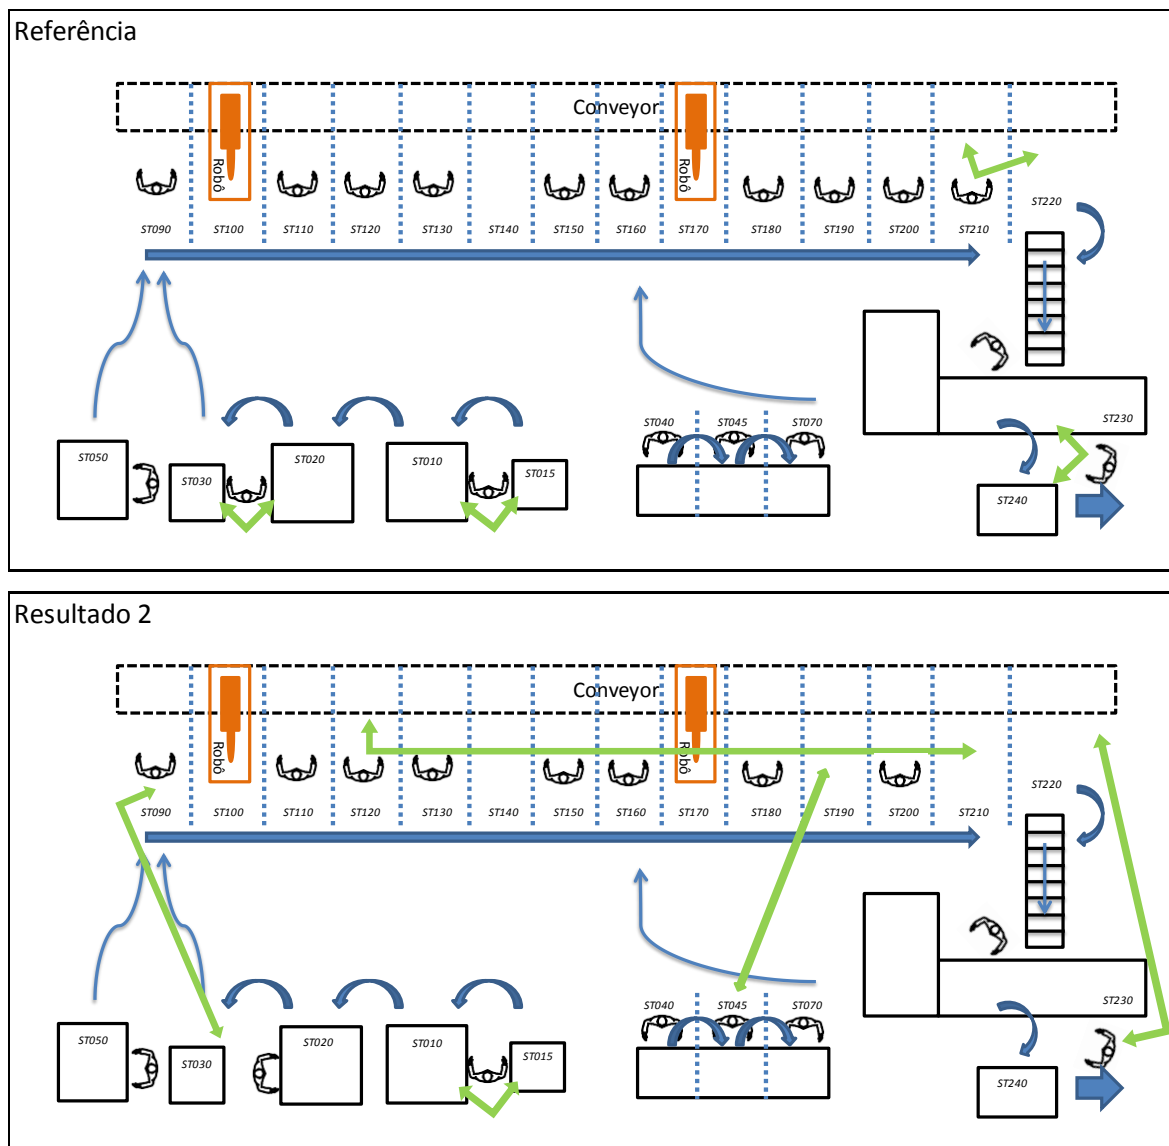 Referência
Conveyor
Robô
Robô
ST090
ST100
ST110
ST120
ST130
ST140
ST150
ST160
ST170
ST180
ST190
ST200
ST210
ST220
ST050
ST030
ST020
ST010
ST015
ST040
ST045
ST070
ST230
ST240
Resultado 2
Conveyor
Robô
Robô
ST090
ST100
ST110
ST120
ST130
ST140
ST150
ST160
ST170
ST180
ST190
ST200
ST210
ST220
ST050
ST030
ST020
ST010
ST015
ST040
ST045
ST070
ST230
ST240